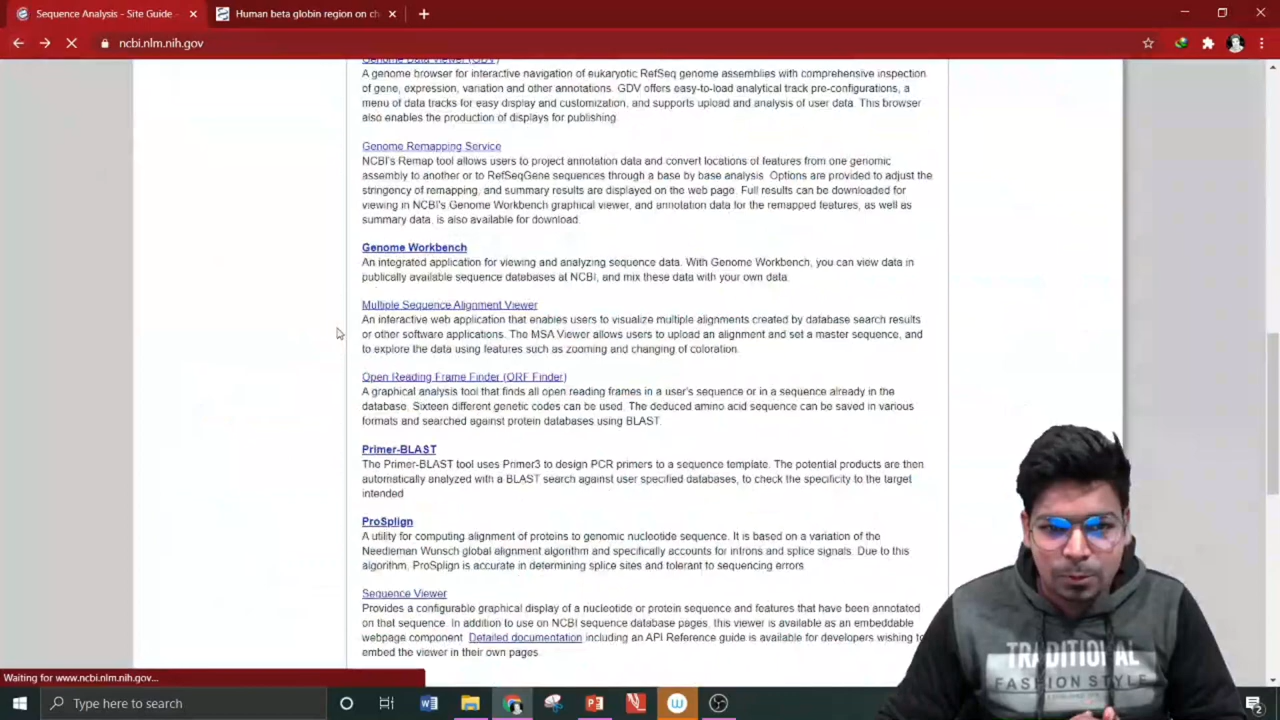 Sequence Analysis - Site Guide -
Human beta globin region on ch
ncbi.nlm.nih.gov
Genome Data Viewer (GDV)
A genome browser for interactive navigation of eukaryotic RefSeq genome assemblies with comprehensive inspection
of gene, expression, variation and other annotations. GDV offers easy-to-load analytical track pre-configurations, a
menu of data tracks for easy display and customization, and supports upload and analysis of user data. This browser
also enables the production of displays for publishing.
Genome Remapping Service
NCBI's Remap tool allows users to project annotation data and convert locations of features from one genomic
assembly to another or to RefSeqGene sequences through a base by base analysis. Options are provided to adjust the
stringency of remapping, and summary results are displayed on the web page. Full results can be downloaded for
viewing in NCBI's Genome Workbench graphical viewer, and annotation data for the remapped features, as well as
summary data, is also available for download.
Genome Workbench
An integrated application for viewing and analyzing sequence data. With Genome Workbench, you can view data in
publically available sequence databases at NCBI, and mix these data with your own data.
Multiple Sequence Alignment Viewer
An interactive web application that enables users to visualize multiple alignments created by database search results
or other software applications. The MSA Viewer allows users to upload an alignment and set a master sequence, and
to explore the data using features such as zooming and changing of coloration.
Open Reading Frame Finder (ORF Finder)
A graphical analysis tool that finds all open reading frames in a user's sequence or in a sequence already in the
database. Sixteen different genetic codes can be used. The deduced amino acid sequence can be saved in various
formats and searched against protein databases using BLAST.
Primer-BLAST
The Primer-BLAST tool uses Primer3 to design PCR primers to a sequence template. The potential products are then
automatically analyzed with a BLAST search against user specified databases, to check the specificity to the target
intended
ProSplign
A utility for computing alignment of proteins to genomic nucleotide sequence. It is based on a variation of the
Needleman Wunsch global alignment algorithm and specifically accounts for introns and splice signals. Due to this
algorithm, ProSplign is accurate in determining splice sites and tolerant to sequencing errors
Sequence Viewer
Provides a configurable graphical display of a nucleotide or protein sequence and features that have been annotated
on that sequence. In addition to use on NCBI sequence database pages, this viewer is available as an embeddable
webpage component. Detailed documentation including an API Reference guide is available for developers wishing to
embed the viewer in their own pages
TRADITIONAL
FASHION STYLE
Waiting for www.ncbi.nlm.nih.gov...
Type here to search
2